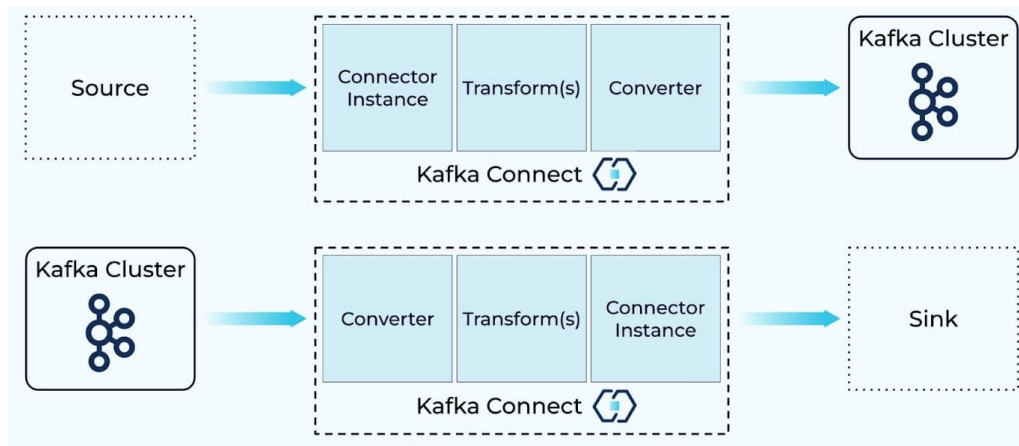 Source
Connector
Instance
Transform(s)
Converter
Kafka Connect
Kafka Cluster
Kafka Cluster
Converter
Transform(s)
Connector
Instance
Kafka Connect
Sink